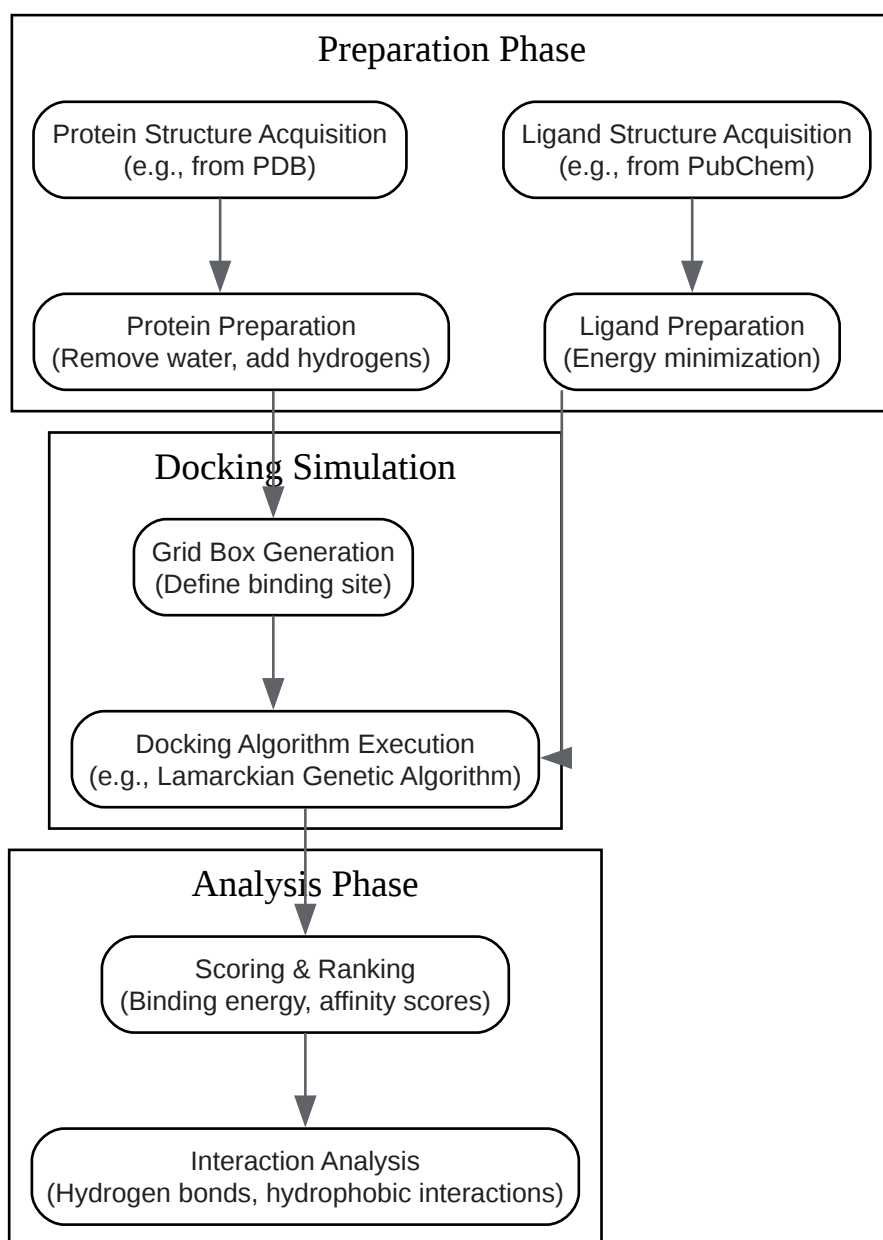 Preparation Phase
Protein Structure Acquisition
(e.g., from PDB)
Ligand Structure Acquisition
(e.g., from PubChem)
Protein Preparation
(Remove water, add hydrogens)
Ligand Preparation
(Energy minimization)
Docking Simulation
Grid Box Generation
(Define binding site)
Docking Algorithm Execution
(e.g., Lamarckian Genetic Algorithm)
Analysis Phase
Scoring & Ranking
(Binding energy, affinity scores)
Interaction Analysis
(Hydrogen bonds, hydrophobic interactions)